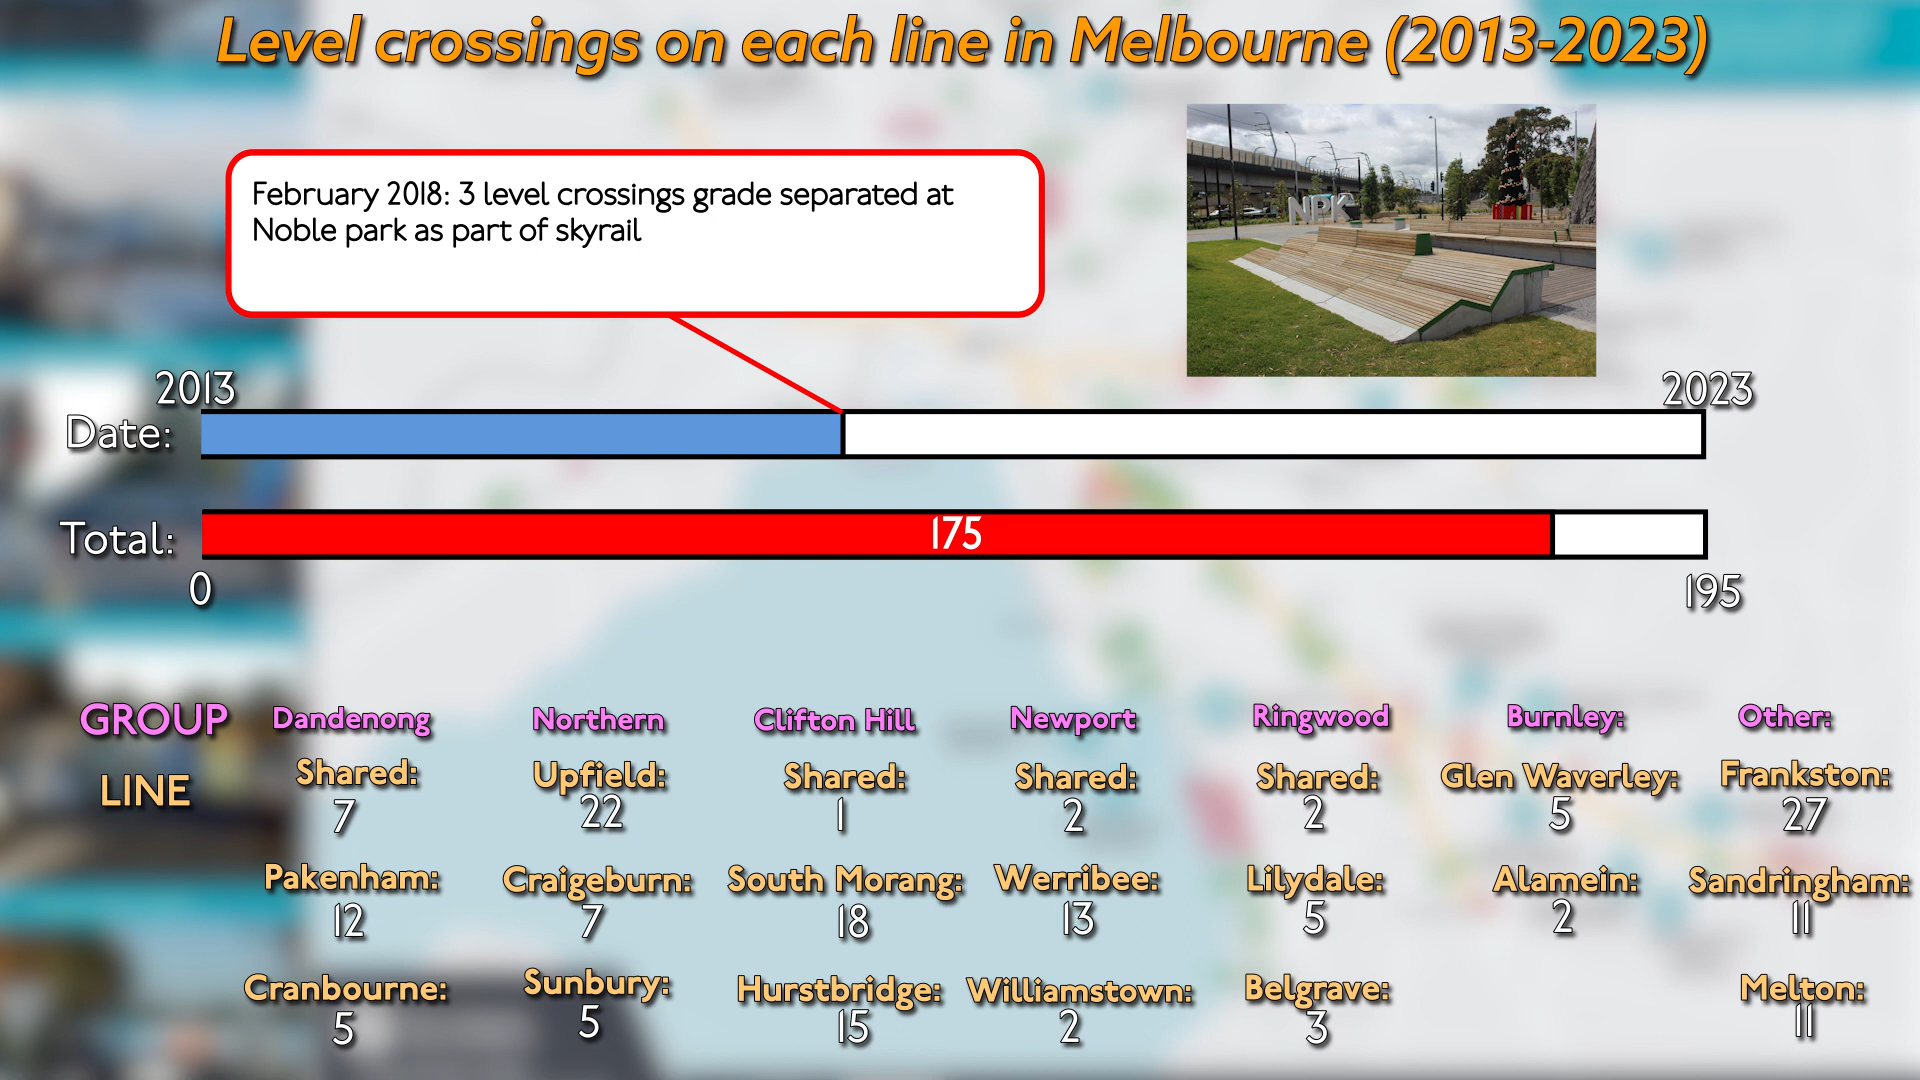 Level crossings on each line in Melbourne (2013-2023)
February 2018: 3 level crossings grade separated at
Noble park as part of skyrail
NPK
2013
2023
Date:
Total:
175
0
195
GROUP
Dandenong
Northern
Clifton Hill
Newport
Ringwood
Burnley:
Other:
LINE
Shared:
7
Upfield:
22
Shared:
1
Shared:
2
Shared:
2
Glen Waverley:
5
Frankston:
27
Pakenham:
12
Craigeburn:
7
South Morang:
18
Werribee:
13
Lilydale:
5
Alamein:
2
Sandringham:
11
Cranbourne:
5
Sunbury:
5
Hurstbridge:
15
Williamstown:
2
Belgrave:
3
Melton:
11